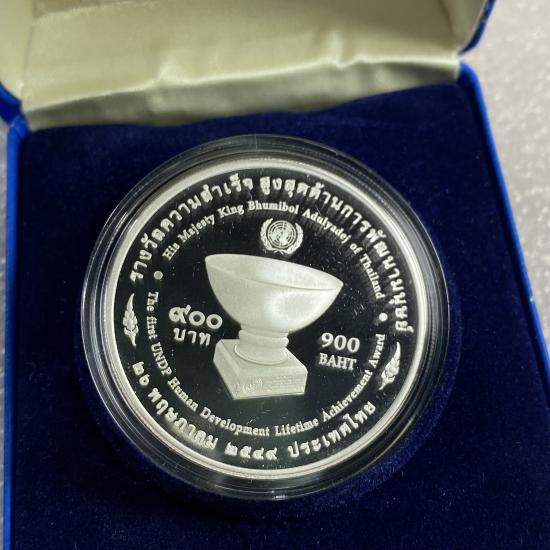 รางวัลความสำเร็จ สูงสุดด้านการพัฒนามนุษย์
His Majesty King Bhumibol Adulyadej of Thailand
๙๐๐
บาท
900
BAHT
The first UNDP Human Development Lifetime Achievement Award
๒๖ พฤษภาคม ๒๕๔๙ ประเทศไทย